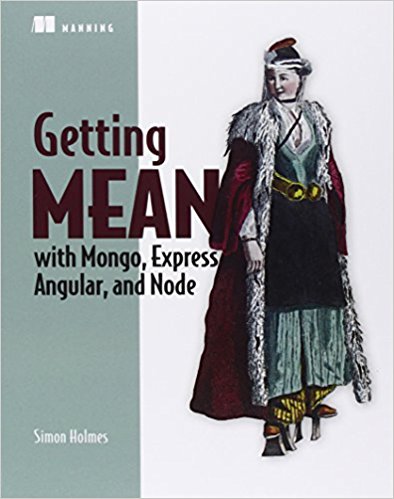 MANNING
Getting
MEAN
with Mongo, Express
Angular, and Node
Simon Holmes